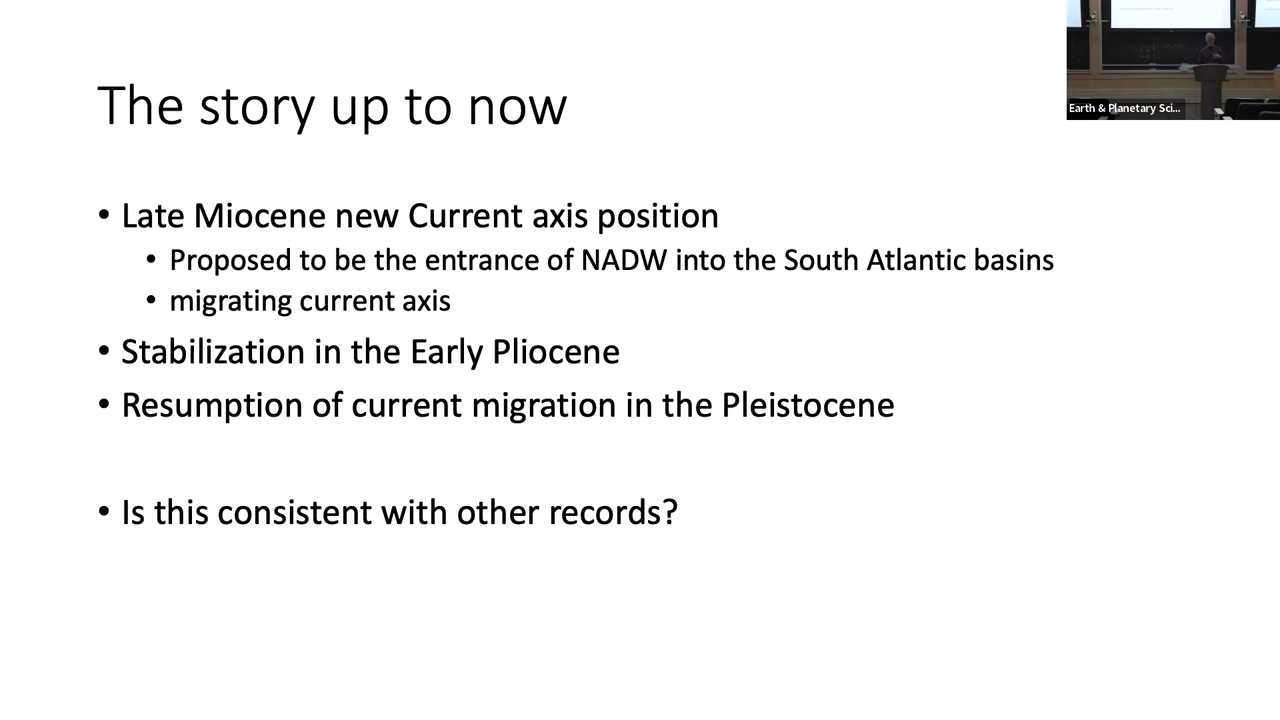 The story up to now
Earth & Planetary Sci...
• Late Miocene new Current axis position
• Proposed to be the entrance of NADW into the South Atlantic basins
• migrating current axis
• Stabilization in the Early Pliocene
• Resumption of current migration in the Pleistocene
• Is this consistent with other records?